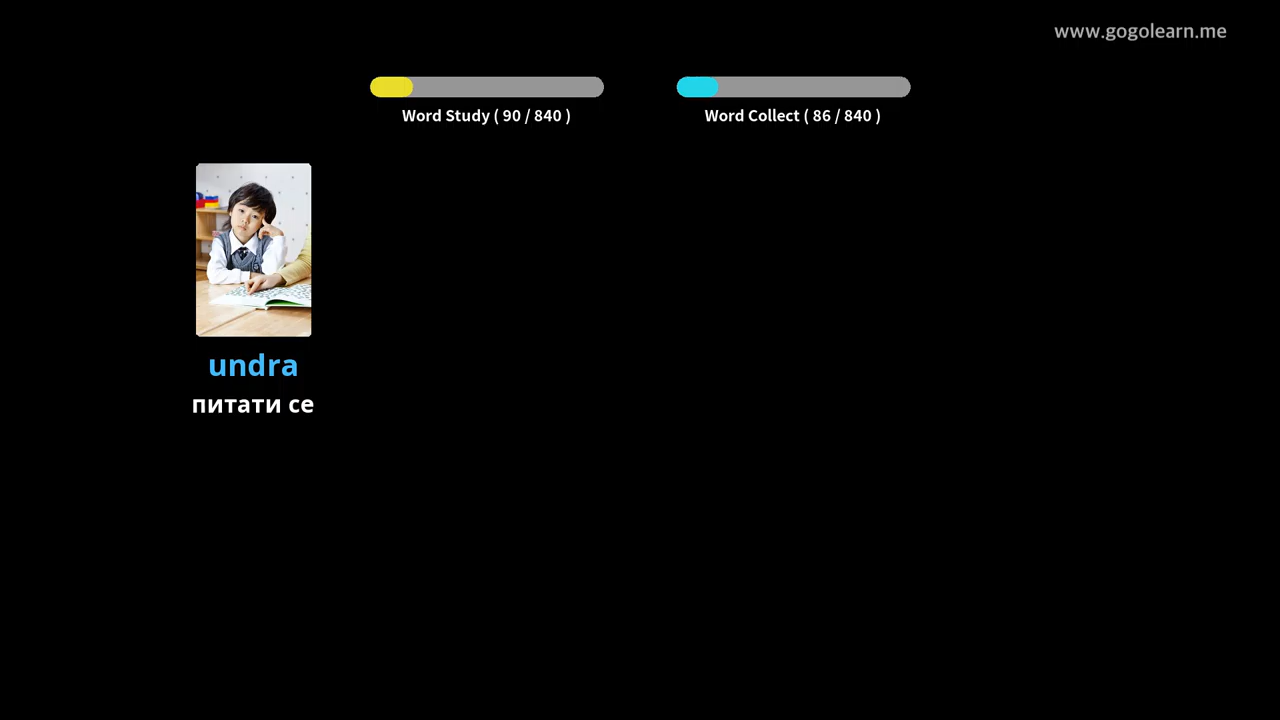 www.gogolearn.me
Word Study ( 90 / 840 )
Word Collect ( 86 / 840 )
undra
питати се